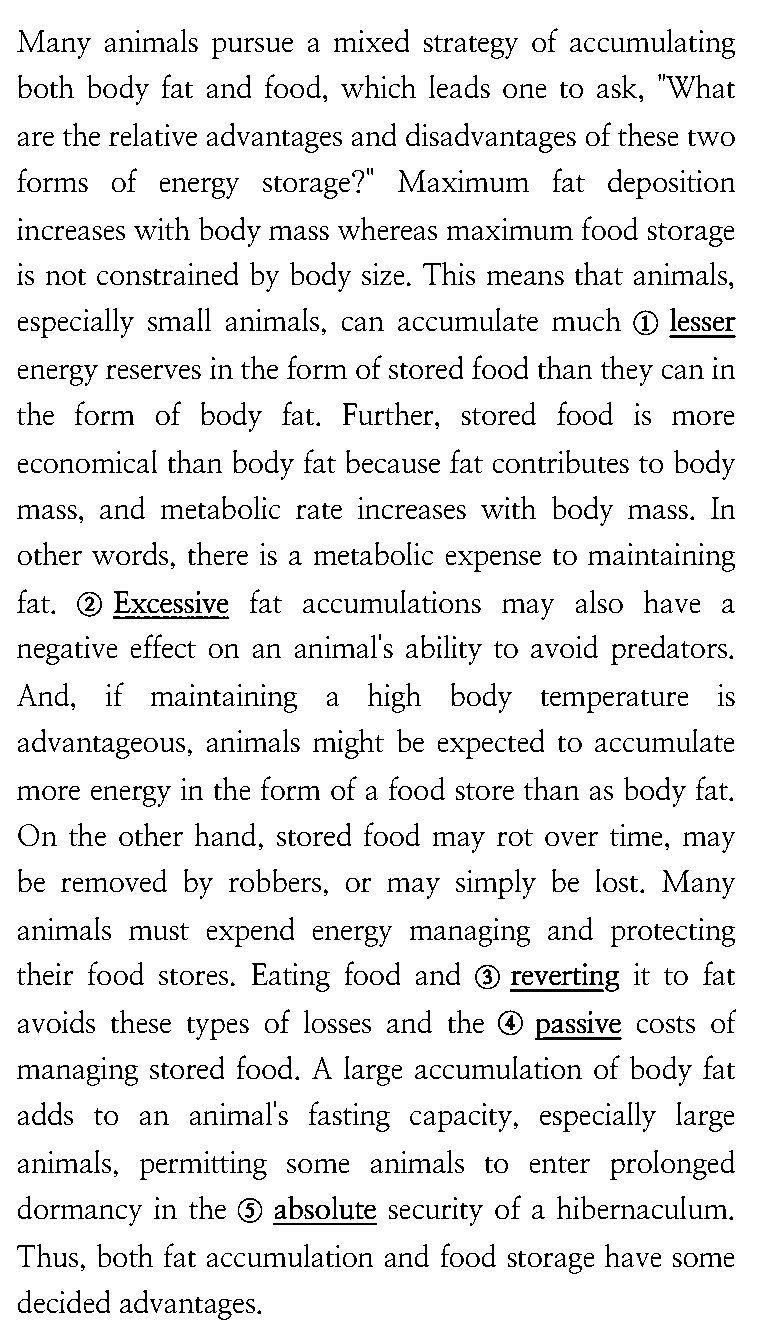 Many animals pursue a mixed strategy of accumulating
both body fat and food, which leads one to ask, "What
are the relative advantages and disadvantages of these two
forms of energy storage?" Maximum fat deposition
increases with body mass whereas maximum food storage
is not constrained by body size. This means that animals,
especially small animals, can accumulate much ① lesser
energy reserves in the form of stored food than they can in
the form of body fat. Further, stored food is more
economical than body fat because fat contributes to body
mass, and metabolic rate increases with body mass. In
other words, there is a metabolic expense to maintaining
fat. ② Excessive fat accumulations may also have a
negative effect on an animal's ability to avoid predators.
And, if maintaining a high body temperature is
advantageous, animals might be expected to accumulate
more energy in the form of a food store than as body fat.
On the other hand, stored food may rot over time, may
be removed by robbers, or may simply be lost. Many
animals must expend energy managing and protecting
their food stores. Eating food and ③ reverting it to fat
avoids these types of losses and the ④ passive costs of
managing stored food. A large accumulation of body fat
adds to an animal's fasting capacity, especially large
animals, permitting some animals to enter prolonged
dormancy in the ⑤ absolute security of a hibernaculum.
Thus, both fat accumulation and food storage have some
decided advantages.